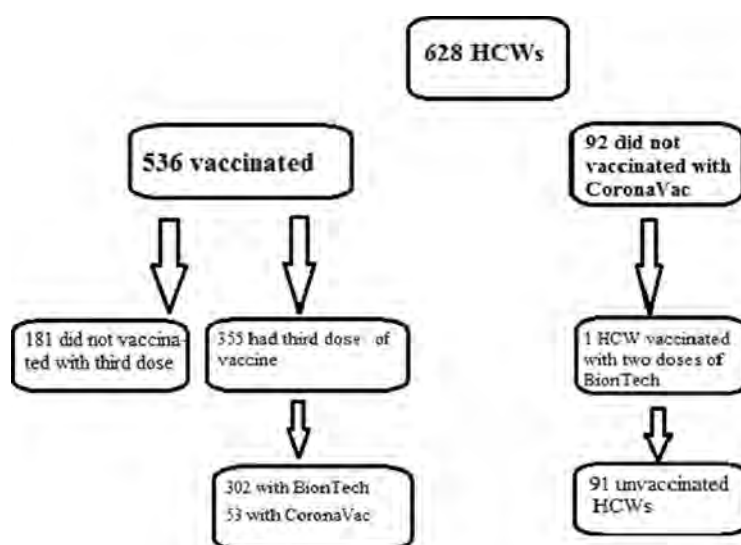 628 HCWs
536 vaccinated
92 did not
vaccinated with
CoronaVac
181 did not vaccina-
ted with third dose
355 had third dose of
vaccine
1 HCW vaccinated
with two doses of
BionTech
302 with BionTech
53 with CoronaVac
91 unvaccinated
HCWs